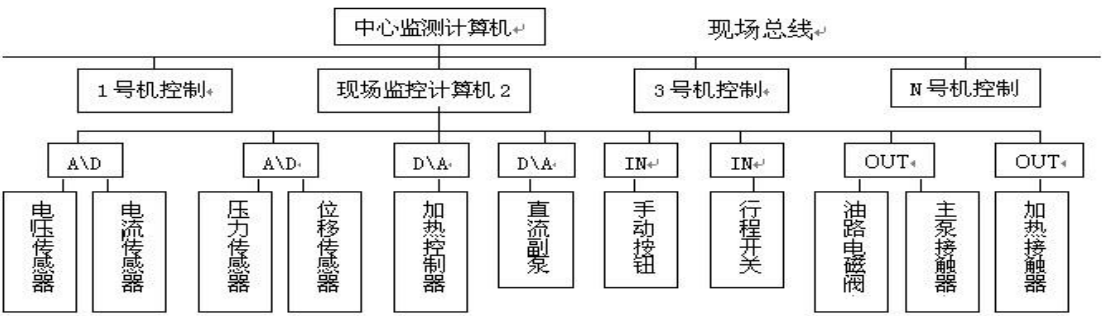 中心监测计算机
现场总线
1号机控制
现场监控计算机2
3号机控制
N号机控制
A\D
A\D
D\A
D\A
IN
IN
OUT
OUT
电压传感器
电流传感器
压力传感器
位移传感器
加热控制器
直流副泵
手动按钮
行程开关
油路电磁阀
主泵接触器
加热接触器